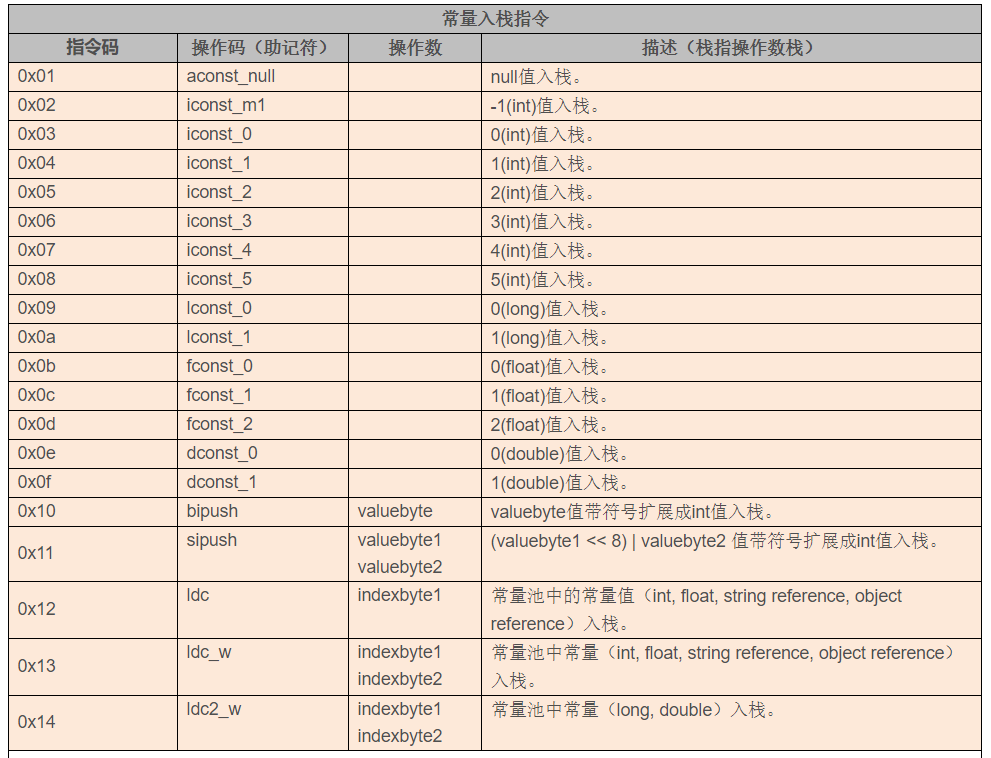 常量入栈指令
指令码 操作码（助记符） 操作数 描述（栈指操作数栈）
0x01 aconst_null null值入栈。
0x02 iconst_m1 -1(int)值入栈。
0x03 iconst_0 0(int)值入栈。
0x04 iconst_1 1(int)值入栈。
0x05 iconst_2 2(int)值入栈。
0x06 iconst_3 3(int)值入栈。
0x07 iconst_4 4(int)值入栈。
0x08 iconst_5 5(int)值入栈。
0x09 lconst_0 0(long)值入栈。
0x0a lconst_1 1(long)值入栈。
0x0b fconst_0 0(float)值入栈。
0x0c fconst_1 1(float)值入栈。
0x0d fconst_2 2(float)值入栈。
0x0e dconst_0 0(double)值入栈。
0x0f dconst_1 1(double)值入栈。
0x10 bipush valuebyte valuebyte值带符号扩展成int值入栈。
0x11 sipush valuebyte1 (valuebyte1 << 8) | valuebyte2 值带符号扩展成int值入栈。
valuebyte2
0x12 ldc indexbyte1 常量池中的常量值（int, float, string reference, object
reference）入栈。
0x13 ldc_w indexbyte1 常量池中常量（int, float, string reference, object reference）
indexbyte2 入栈。
0x14 ldc2_w indexbyte1 常量池中常量（long, double）入栈。
indexbyte2